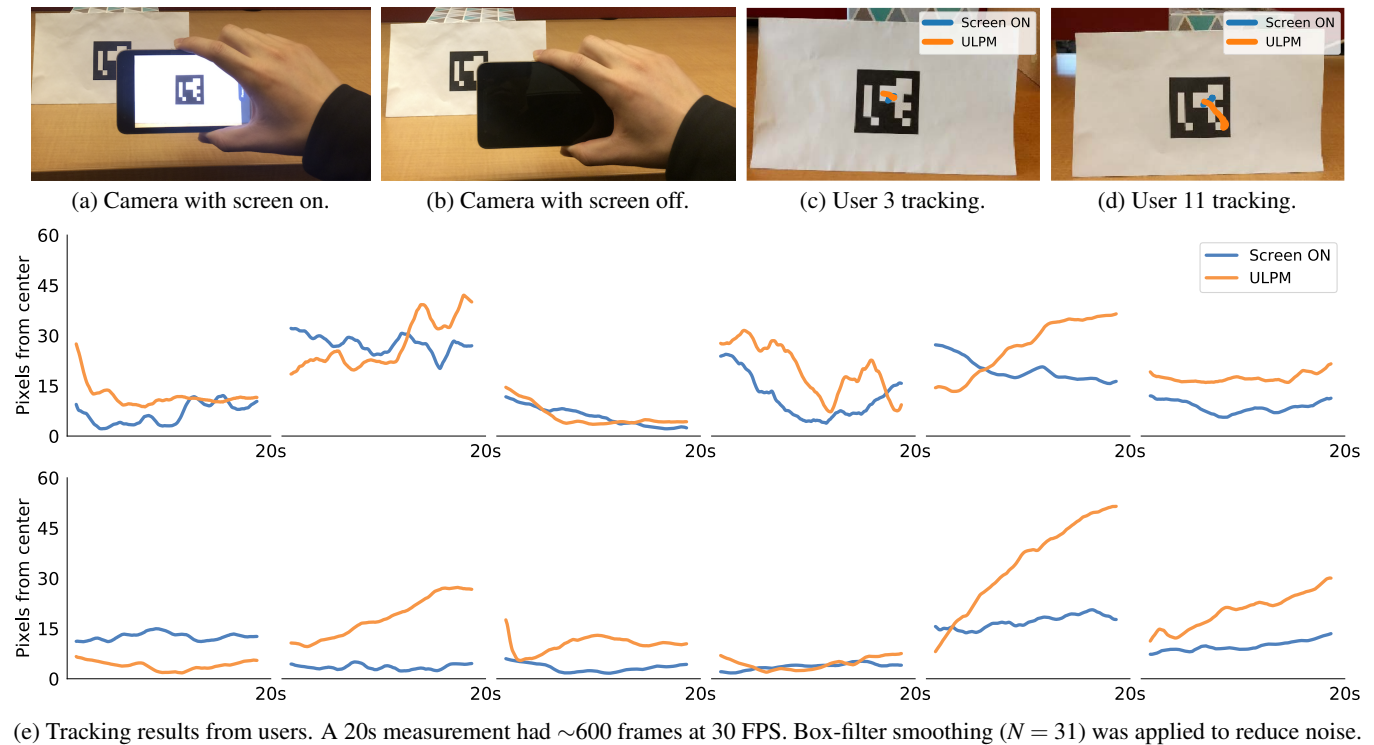 Screen ON
ULPM
Screen ON
ULPM
(a) Camera with screen on.
(b) Camera with screen off.
(c) User 3 tracking.
(d) User 11 tracking.
Pixels from center
60
45
30
15
0
Screen ON
ULPM
20s
20s
20s
20s
20s
20s
Pixels from center
60
45
30
15
0
20s
20s
20s
20s
20s
20s
(e) Tracking results from users. A 20s measurement had ∼600 frames at 30 FPS. Box-filter smoothing (N = 31) was applied to reduce noise.